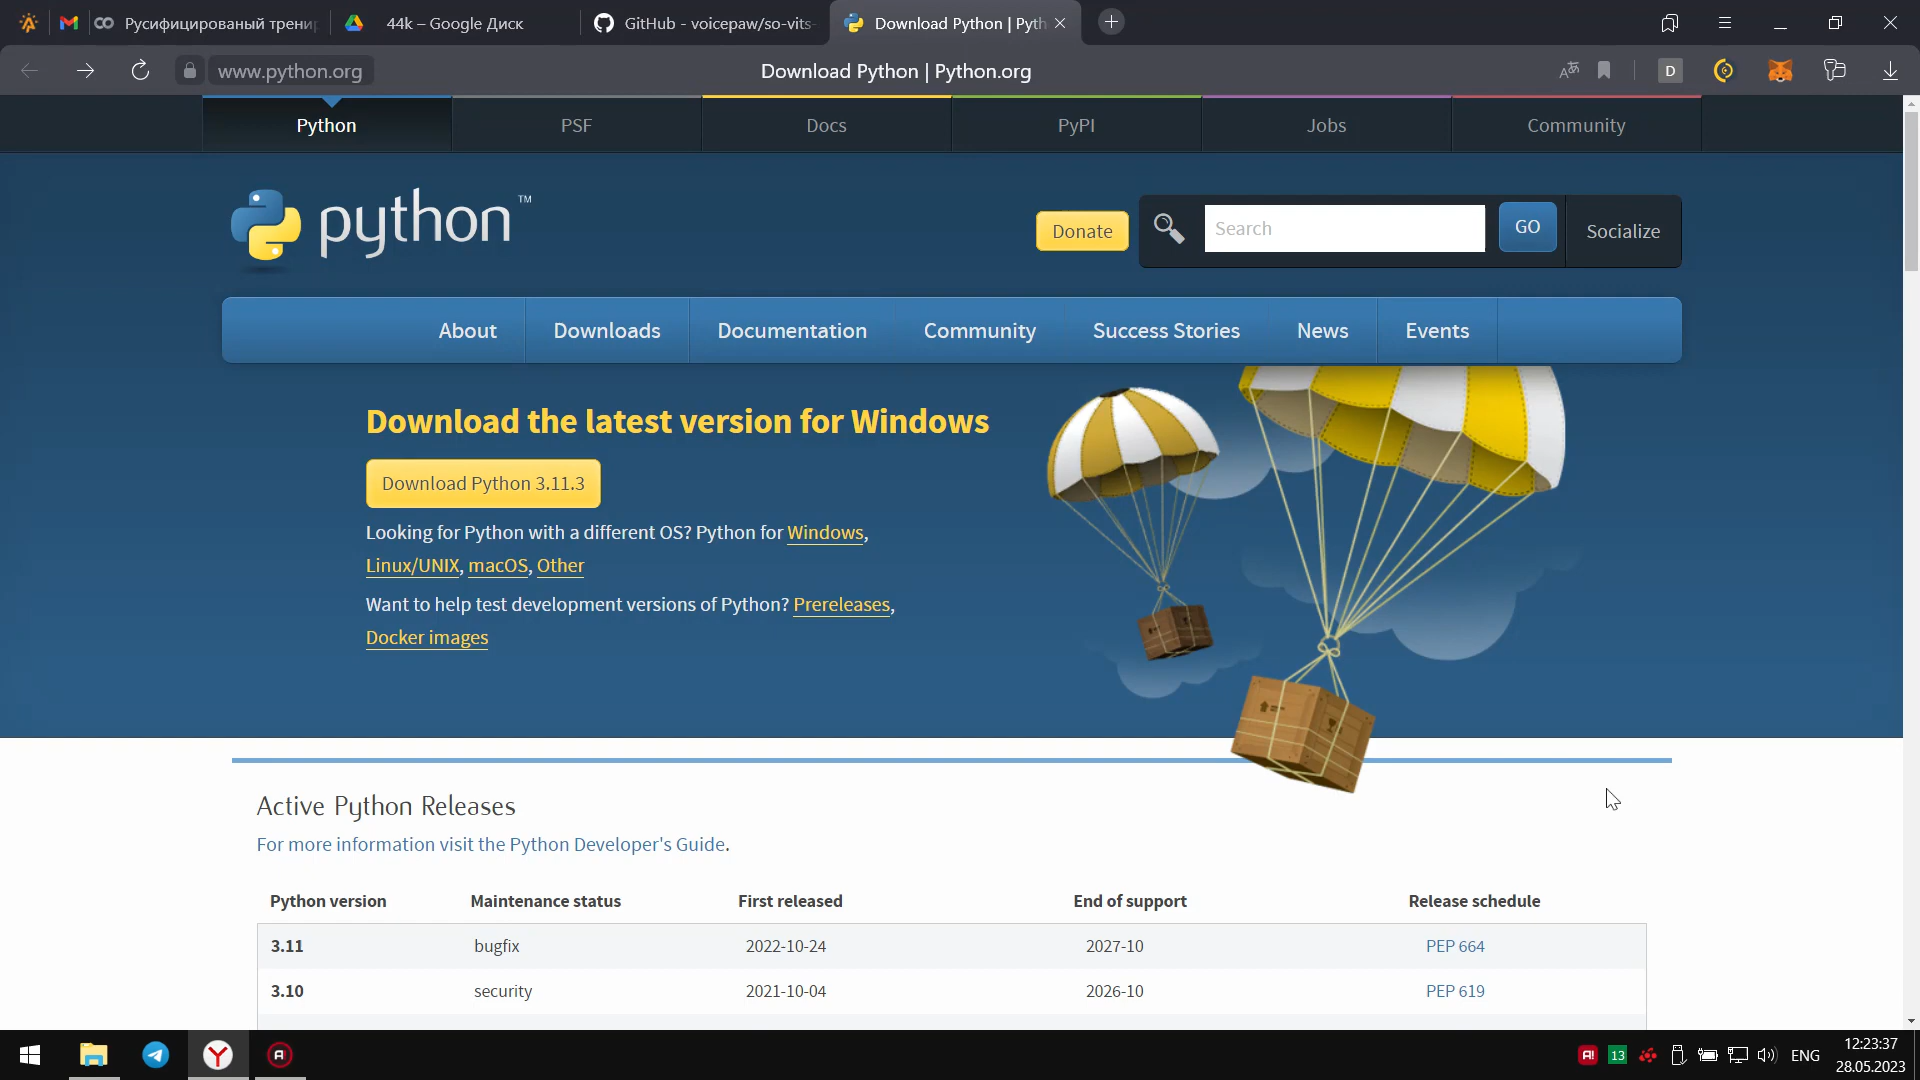 Русифицированый трени
44k – Google Диск
GitHub - voicepaw/so-vits-
Download Python | Pyth
www.python.org
Download Python | Python.org
D
Python
PSF
Docs
PyPI
Jobs
Community
python™
Donate
Search
GO
Socialize
About
Downloads
Documentation
Community
Success Stories
News
Events
Download the latest version for Windows
Download Python 3.11.3
Looking for Python with a different OS? Python for Windows,
Linux/UNIX, macOS, Other
Want to help test development versions of Python? Prereleases,
Docker images
Active Python Releases
For more information visit the Python Developer's Guide.
Python version
Maintenance status
First released
End of support
Release schedule
3.11
bugfix
2022-10-24
2027-10
PEP 664
3.10
security
2021-10-04
2026-10
PEP 619
A!
A!
13
ENG
12:23:37
28.05.2023